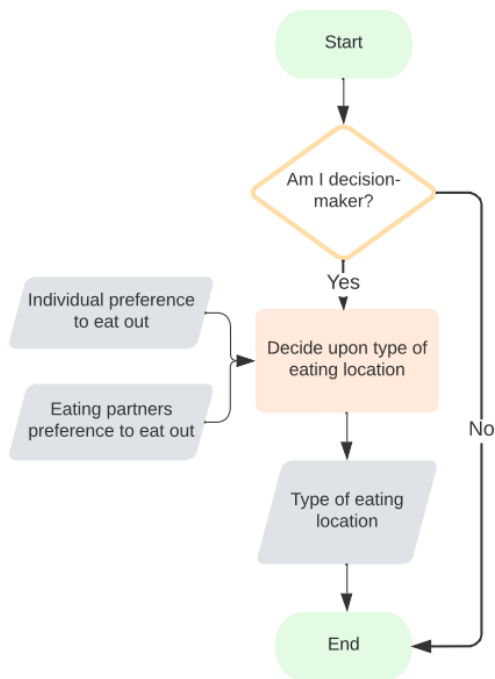 Start
Am I decision-
maker?
Yes
Individual preference
to eat out
Decide upon type of
eating location
Eating partners
preference to eat out
No
Type of eating
location
End